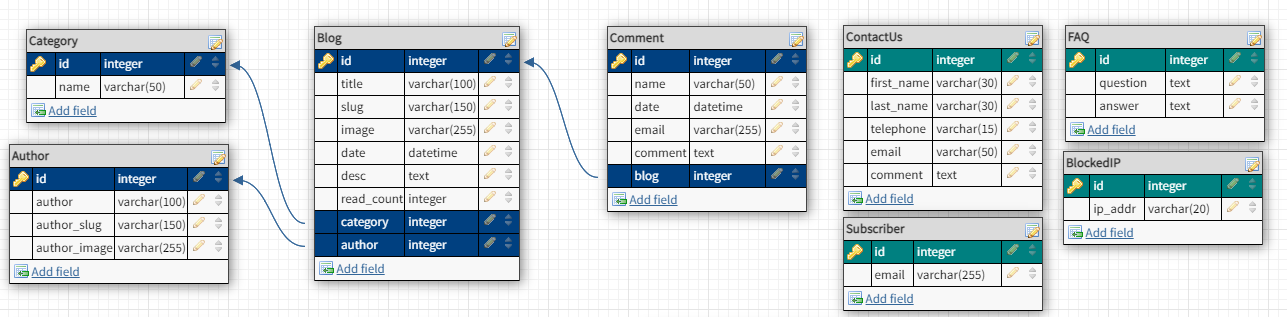 Category
id integer
name varchar(50)
Add field
Author
id integer
author varchar(100)
author_slug varchar(150)
author_image varchar(255)
Add field
Blog
id integer
title varchar(100)
slug varchar(150)
image varchar(255)
date datetime
desc text
read_count integer
category integer
author integer
Add field
Comment
id integer
name varchar(50)
date datetime
email varchar(255)
comment text
blog integer
Add field
ContactUs
id integer
first_name varchar(30)
last_name varchar(30)
telephone varchar(15)
email varchar(50)
comment text
Add field
Subscriber
id integer
email varchar(255)
Add field
FAQ
id integer
question text
answer text
Add field
BlockedIP
id integer
ip_addr varchar(20)
Add field